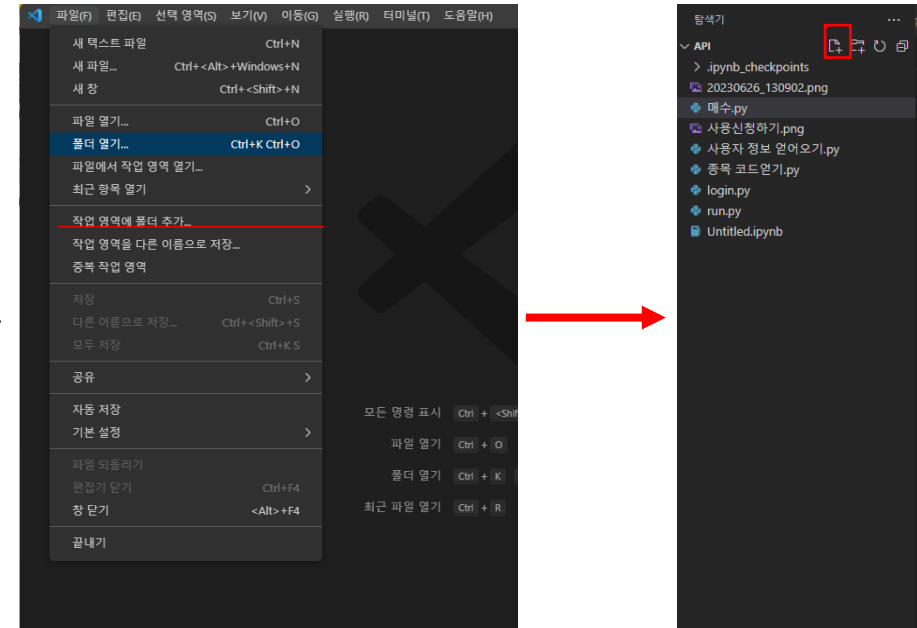 파일(F) 편집(E) 선택 영역(S) 보기(V) 이동(G) 실행(R) 터미널(T) 도움말(H)
새 텍스트 파일 Ctrl+N
새 파일... Ctrl+<Alt>+Windows+N
새 창 Ctrl+<Shift>+N
파일 열기... Ctrl+O
폴더 열기... Ctrl+K Ctrl+O
파일에서 작업 영역 열기...
최근 항목 열기
작업 영역에 폴더 추가...
작업 영역을 다른 이름으로 저장...
중복 작업 영역
저장 Ctrl+S
다른 이름으로 저장... Ctrl+<Shift>+S
모두 저장 Ctrl+K S
공유
자동 저장
기본 설정
파일 되돌리기
편집기 닫기 Ctrl+F4
창 닫기 <Alt>+F4
끝내기
모든 명령 표시 Ctrl + <Shif
파일 열기 Ctrl + O
폴더 열기 Ctrl + K
최근 파일 열기 Ctrl + R
탐색기
API
.ipynb_checkpoints
20230626_130902.png
매수.py
사용신청하기.png
사용자 정보 얻어오기.py
종목 코드얻기.py
login.py
run.py
Untitled.ipynb